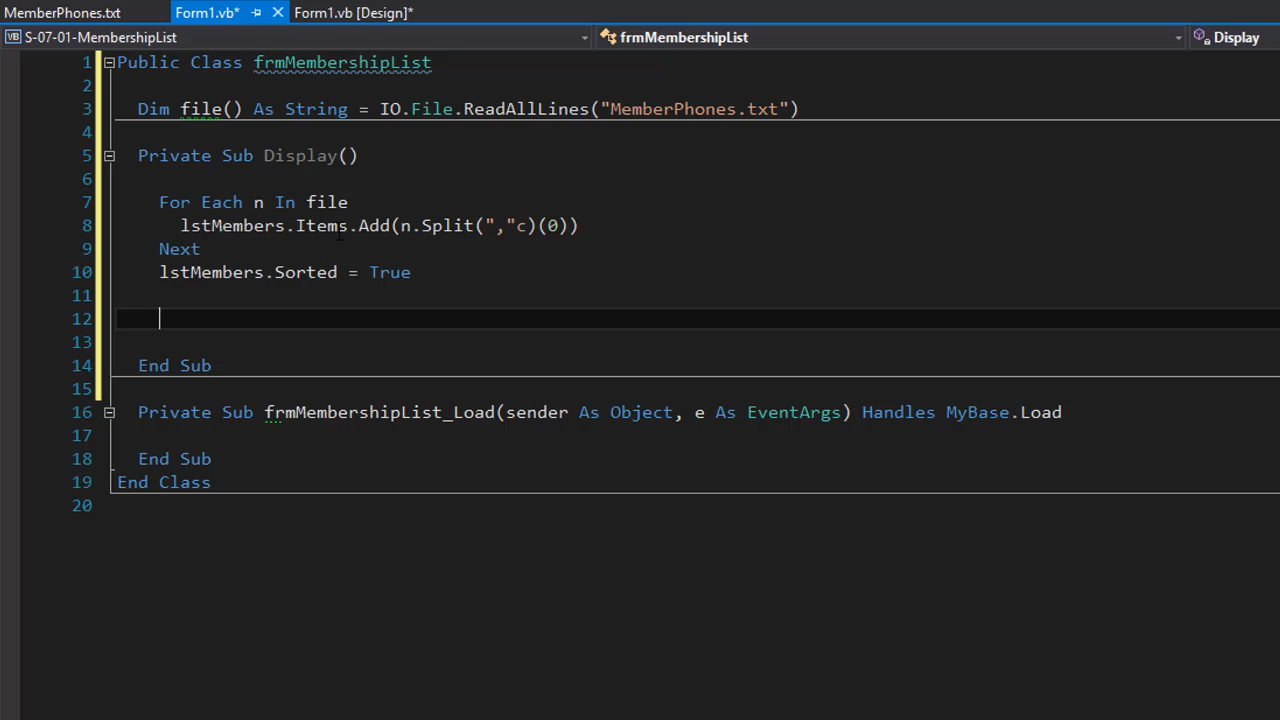 MemberPhones.txt Form1.vb* Form1.vb [Design]*
VB S-07-01-MembershipList frmMembershipList Display
1 Public Class frmMembershipList
2
3 Dim file() As String = IO.File.ReadAllLines("MemberPhones.txt")
4
5 Private Sub Display()
6
7 For Each n In file
8 lstMembers.Items.Add(n.Split(","c)(0))
9 Next
10 lstMembers.Sorted = True
11
12
13
14 End Sub
15
16 Private Sub frmMembershipList_Load(sender As Object, e As EventArgs) Handles MyBase.Load
17
18 End Sub
19 End Class
20